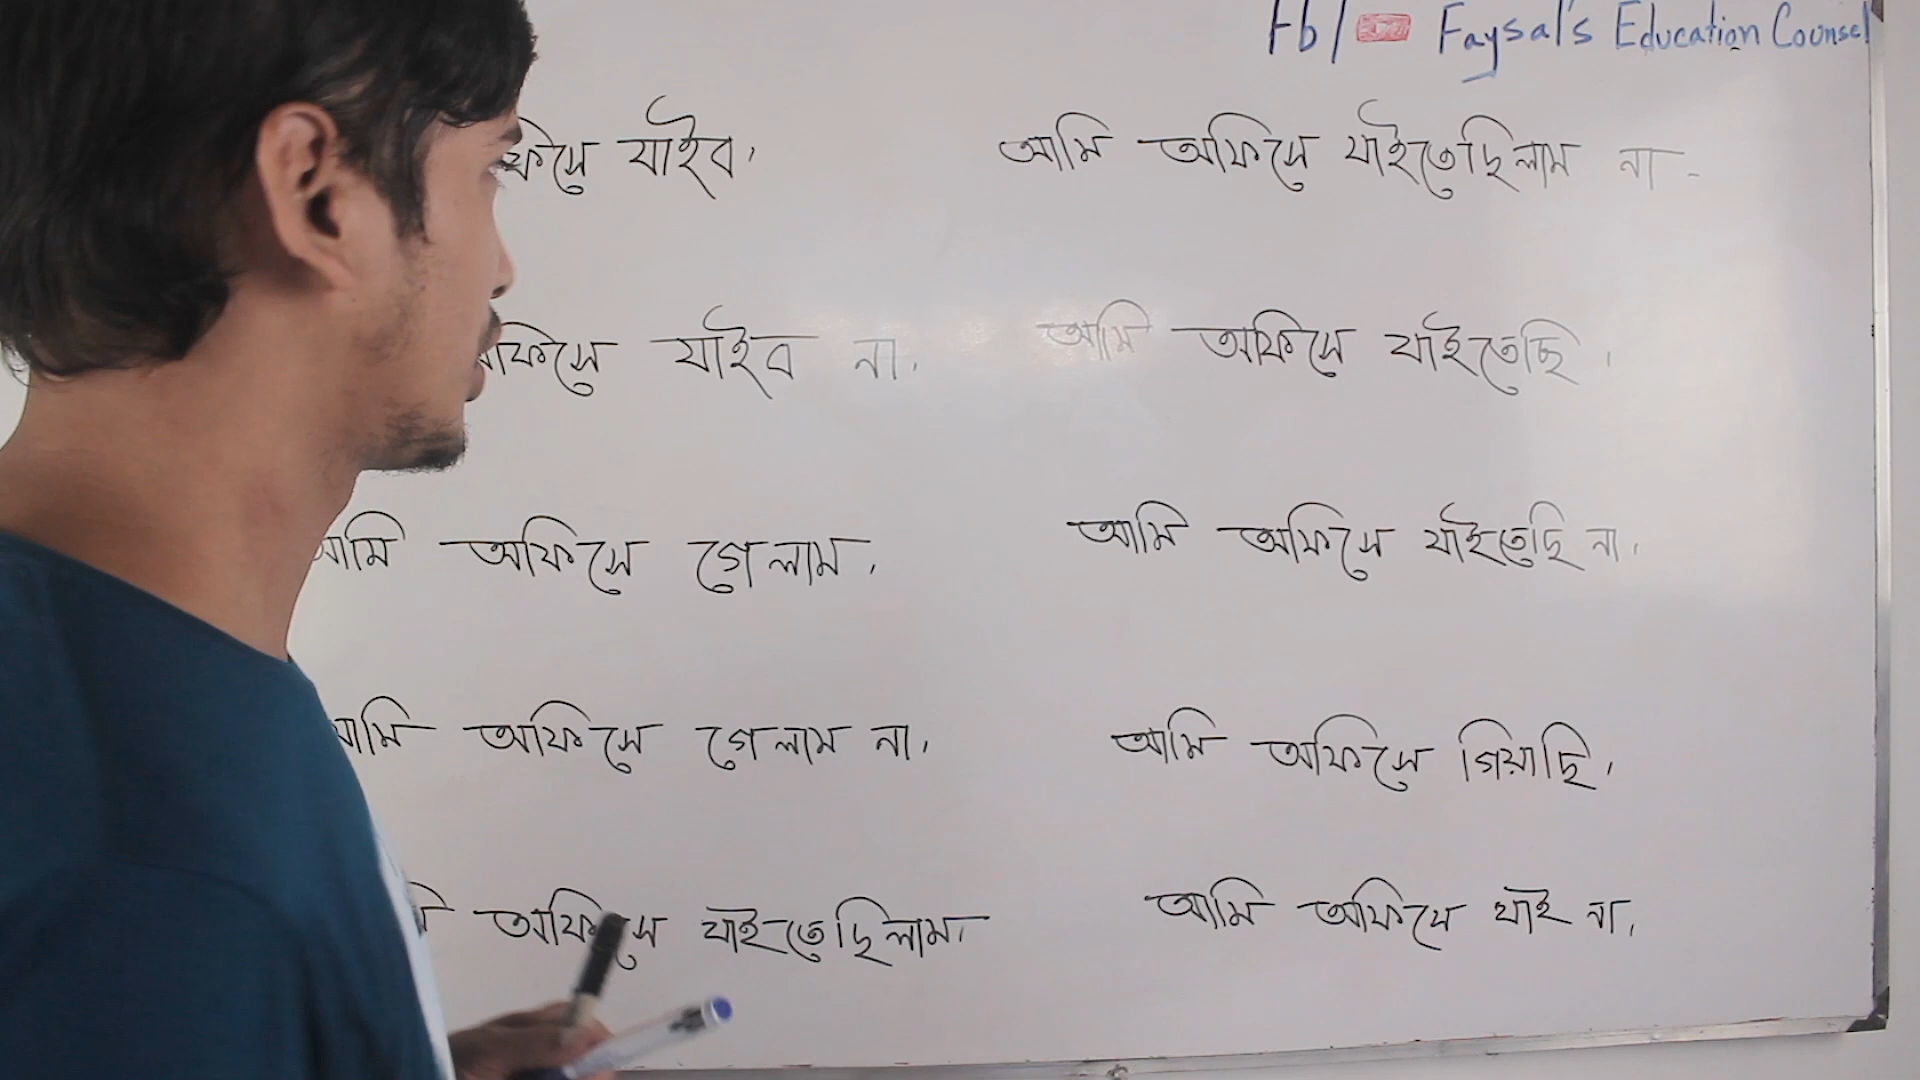 Fb/ Faysal's Education Counsel
যাইব।
যাইব না।
অফিসে গেলাম।
অফিসে গেলাম না।
অফিসে যাইতেছিলাম।
আমি অফিসে যাইতেছিলাম না
আমি অফিসে যাইতেছি।
আমি অফিসে যাইতেছি না।
আমি অফিসে গিয়াছি।
আমি অফিসে যাই না।